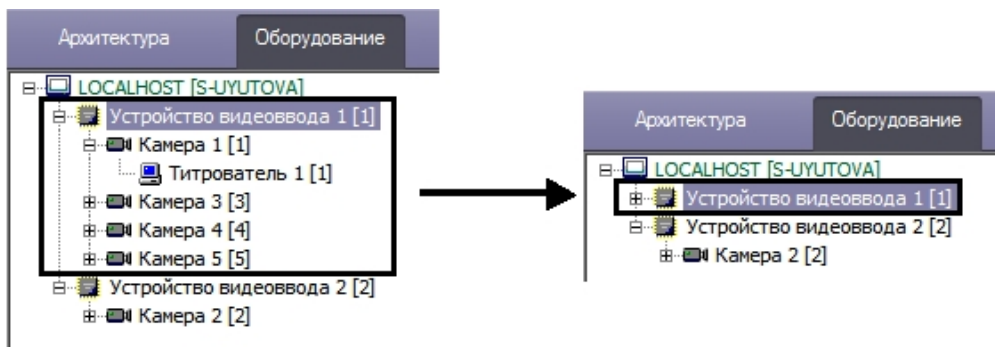 Архитектура Оборудование
LOCALHOST [S-UYUTOVA]
Устройство видеоввода 1 [1]
Камера 1 [1]
Титрователь 1 [1]
Камера 3 [3]
Камера 4 [4]
Камера 5 [5]
Устройство видеоввода 2 [2]
Камера 2 [2]
Архитектура Оборудование
LOCALHOST [S-UYUTOVA]
Устройство видеоввода 1 [1]
Устройство видеоввода 2 [2]
Камера 2 [2]